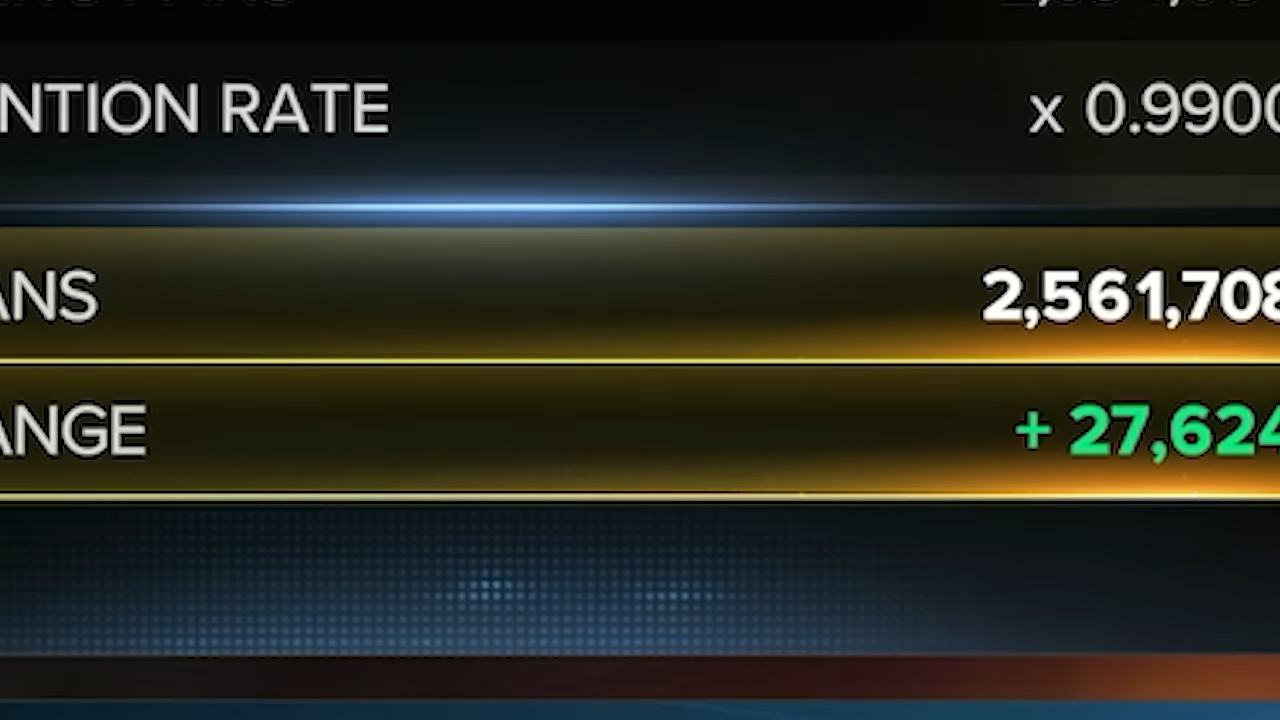 NTION RATE x 0.9900
ANS 2,561,708
ANGE + 27,624